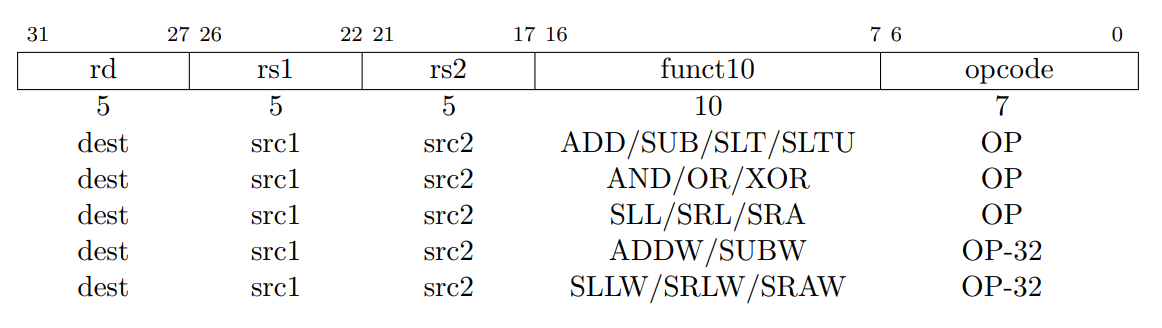 31 27 26 22 21 17 16 7 6 0
rd rs1 rs2 funct10 opcode
5 5 5 10 7
dest src1 src2 ADD/SUB/SLT/SLTU OP
dest src1 src2 AND/OR/XOR OP
dest src1 src2 SLL/SRL/SRA OP
dest src1 src2 ADDW/SUBW OP-32
dest src1 src2 SLLW/SRLW/SRAW OP-32